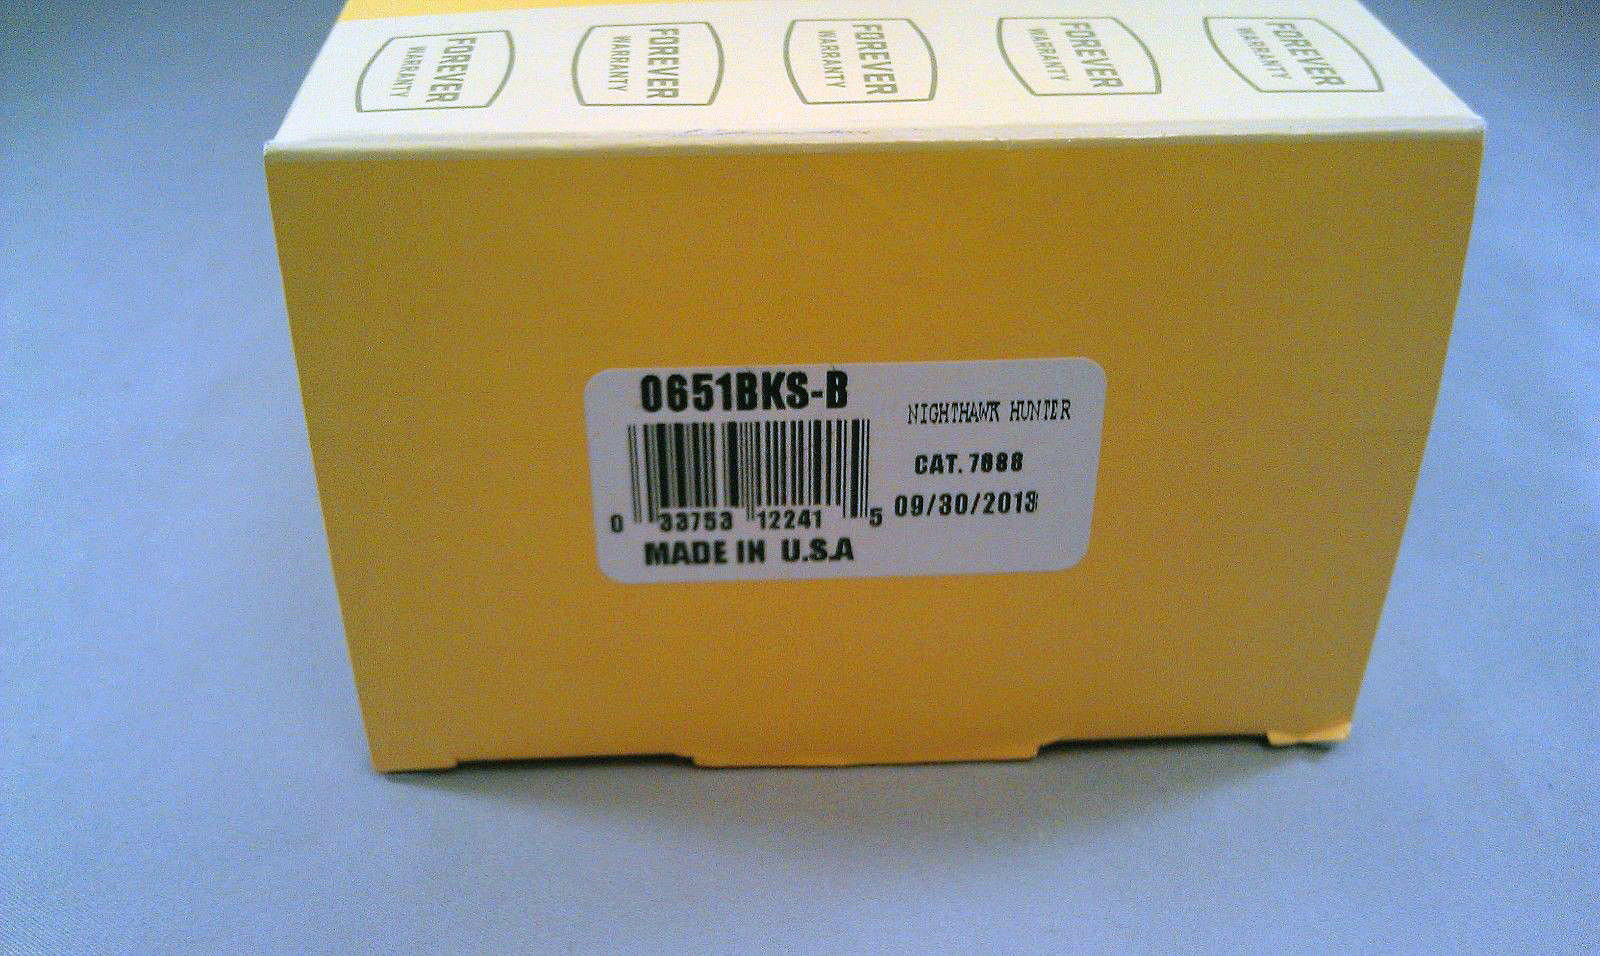 FOREVER
WARRANTY
FOREVER
WARRANTY
FOREVER
WARRANTY
FOREVER
WARRANTY
FOREVER
WARRANTY
0651BKS-B
NIGHTHAWK HUNTER
CAT. 7888
09/30/2013
0 33753 12241 5
MADE IN U.S.A